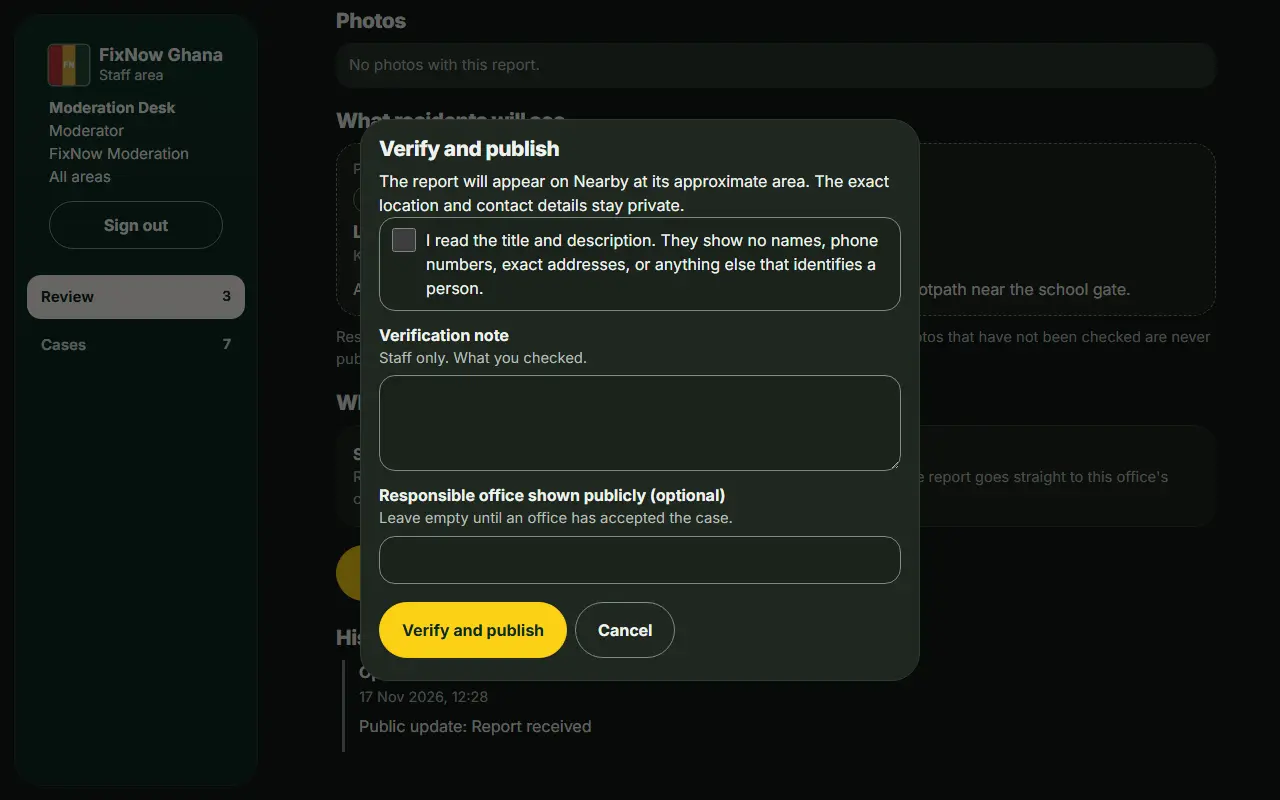 FN
FixNow Ghana
Staff area
Moderation Desk
Moderator
FixNow Moderation
All areas
Sign out
Review 3
Cases 7
Photos
No photos with this report.
What residents will see
Verify and publish
The report will appear on Nearby at its approximate area. The exact
location and contact details stay private.
I read the title and description. They show no names, phone
numbers, exact addresses, or anything else that identifies a
person.
otpath near the school gate.
Verification note
Staff only. What you checked.
have not been checked are never
Responsible office shown publicly (optional)
Leave empty until an office has accepted the case.
report goes straight to this office's
Verify and publish
Cancel
17 Nov 2026, 12:28
Public update: Report received